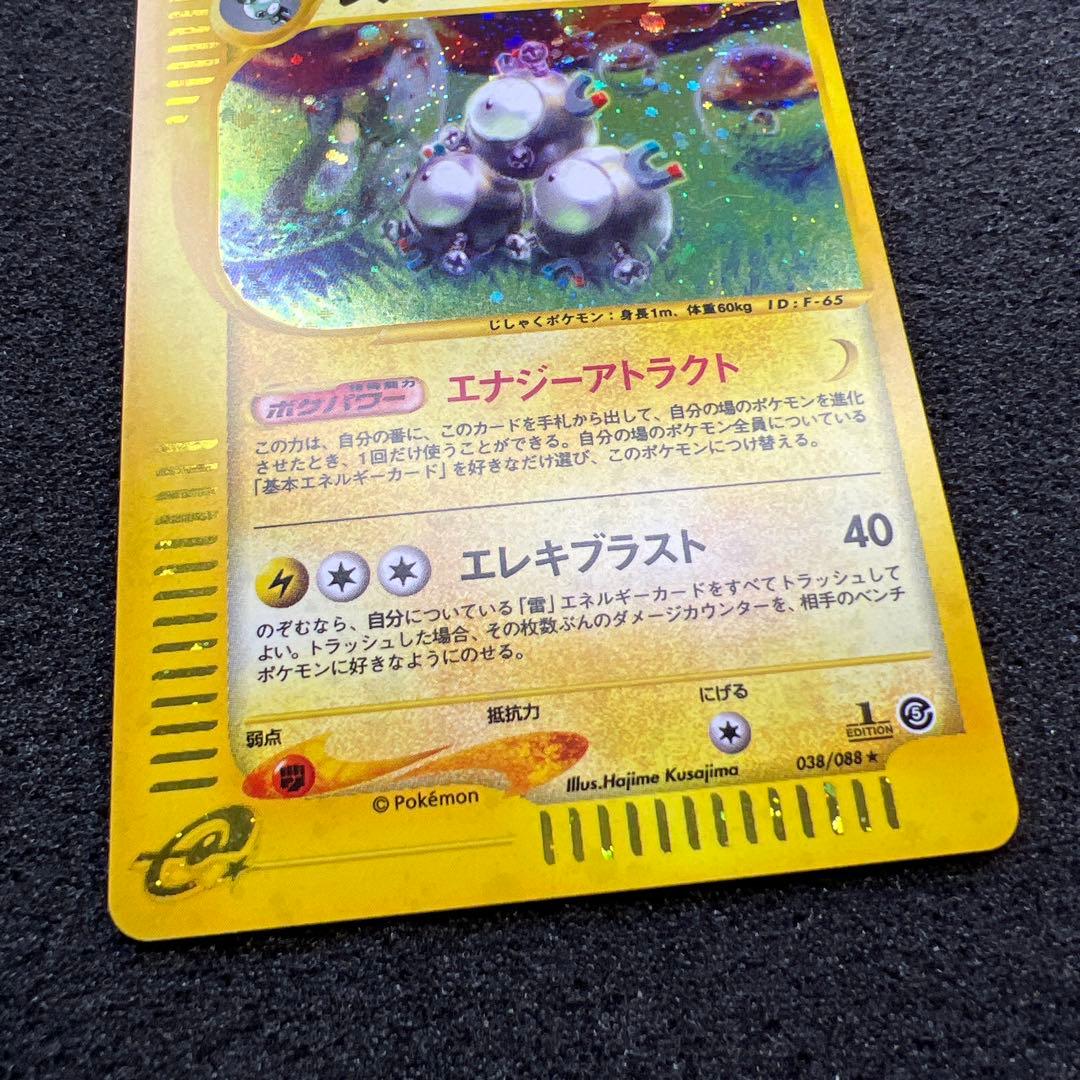 じしゃくポケモン：身長1m、体重60kg ID：F-65
特殊能力
ポケパワー エナジーアトラクト
この力は、自分の番に、このカードを手札から出して、自分の場のポケモンを進化
させたとき、1回だけ使うことができる。自分の場のポケモン全員についている
「基本エネルギーカード」を好きなだけ選び、このポケモンにつけ替える。
エレキブラスト 40
のぞむなら、自分についている「雷」エネルギーカードをすべてトラッシュして
よい。トラッシュした場合、その枚数ぶんのダメージカウンターを、相手のベンチ
ポケモンに好きなようにのせる。
弱点 抵抗力 にげる
1 EDITION 5
Illus.Hajime Kusajima 038/088★
© Pokémon
e